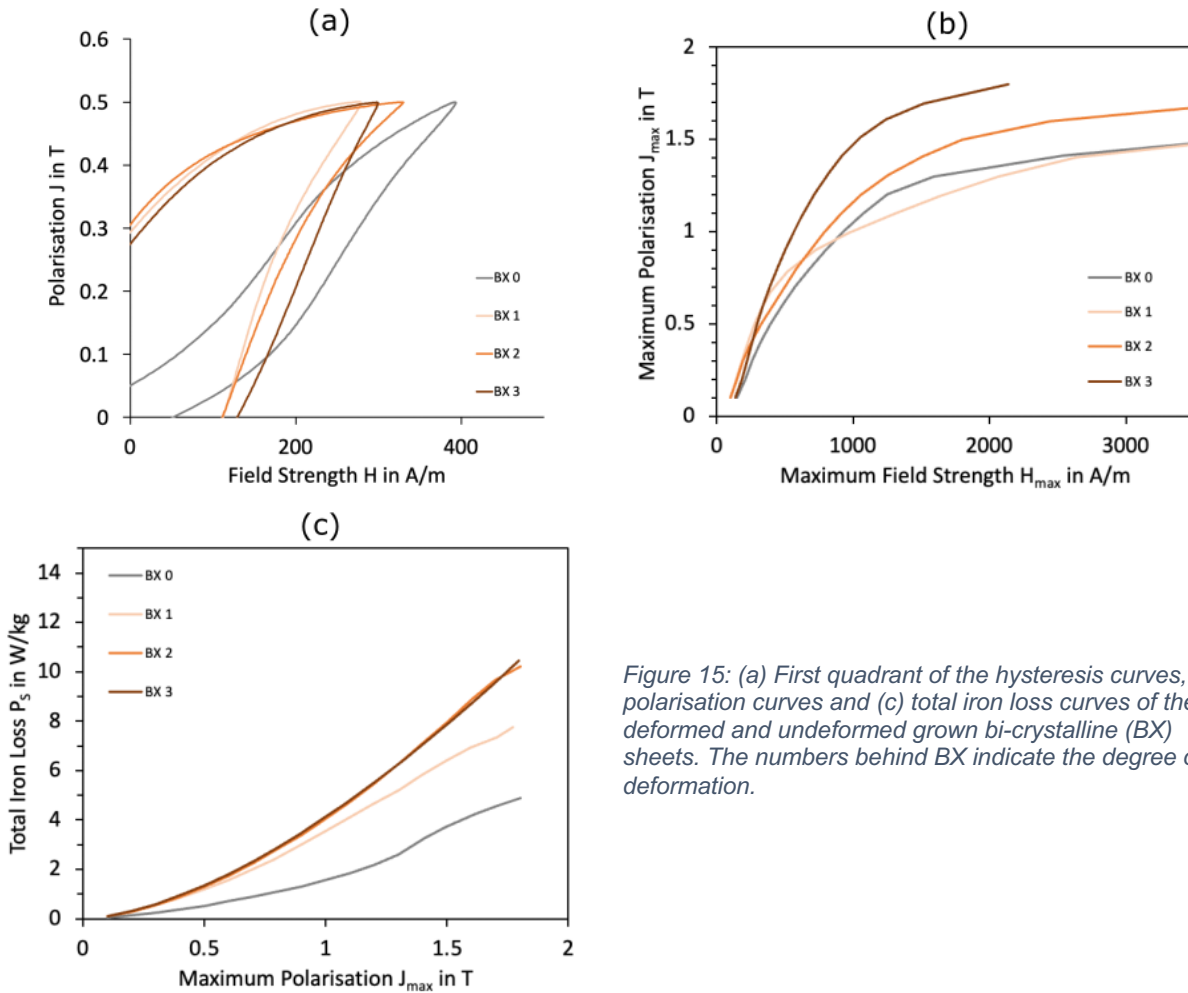 (a)
0.6
0.5
0.4
0.3
0.2
0.1
0
Polarisation J in T
BX 0
BX 1
BX 2
BX 3
0
200
400
Field Strength H in A/m
(b)
2
1.5
1
0.5
0
Maximum Polarisation Jmax in T
BX 0
BX 1
BX 2
BX 3
0
1000
2000
3000
Maximum Field Strength Hmax in A/m
(c)
14
12
10
8
6
4
2
0
Total Iron Loss PS in W/kg
BX 0
BX 1
BX 2
BX 3
0
0.5
1
1.5
2
Maximum Polarisation Jmax in T
Figure 15: (a) First quadrant of the hysteresis curves,
polarisation curves and (c) total iron loss curves of the
deformed and undeformed grown bi-crystalline (BX)
sheets. The numbers behind BX indicate the degree
deformation.